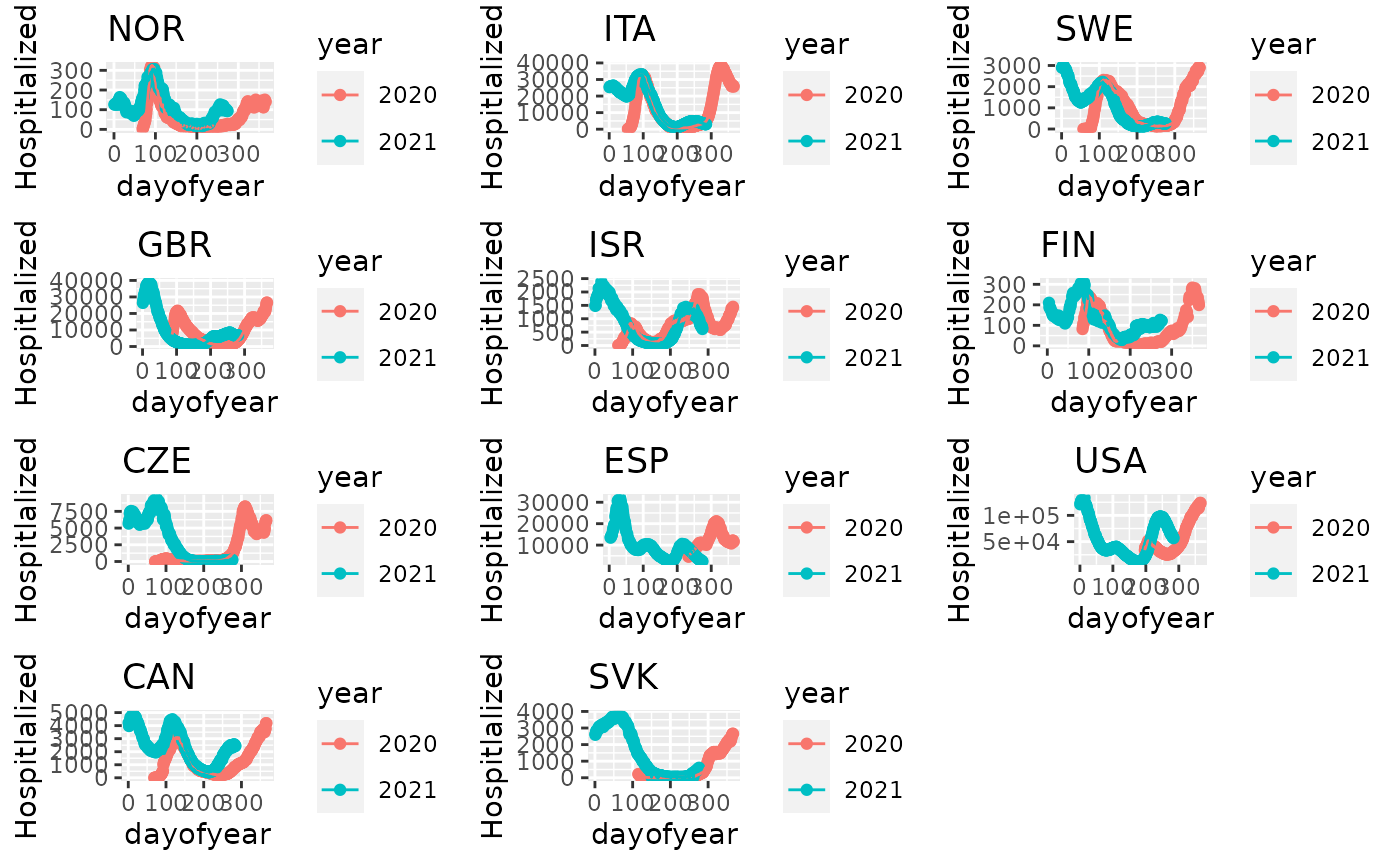 NOR
Hospitlalized
300
200
100
0
0 100 200 300
dayofyear
year
2020
2021
ITA
Hospitlalized
40000
30000
20000
10000
0
0 100 200 300
dayofyear
year
2020
2021
SWE
Hospitlalized
3000
2000
1000
0
0 100 200 300
dayofyear
year
2020
2021
GBR
Hospitlalized
40000
30000
20000
10000
0
0 100 200 300
dayofyear
year
2020
2021
ISR
Hospitlalized
2500
2000
1500
1000
500
0
0 100 200 300
dayofyear
year
2020
2021
FIN
Hospitlalized
300
200
100
0
0 100 200 300
dayofyear
year
2020
2021
CZE
Hospitlalized
7500
5000
2500
0
0 100 200 300
dayofyear
year
2020
2021
ESP
Hospitlalized
30000
20000
10000
0 100 200 300
dayofyear
year
2020
2021
USA
Hospitlalized
1e+05
5e+04
0 100 200 300
dayofyear
year
2020
2021
CAN
Hospitlalized
5000
4000
3000
2000
1000
0
0 100 200 300
dayofyear
year
2020
2021
SVK
Hospitlalized
4000
3000
2000
1000
0
0 100 200 300
dayofyear
year
2020
2021